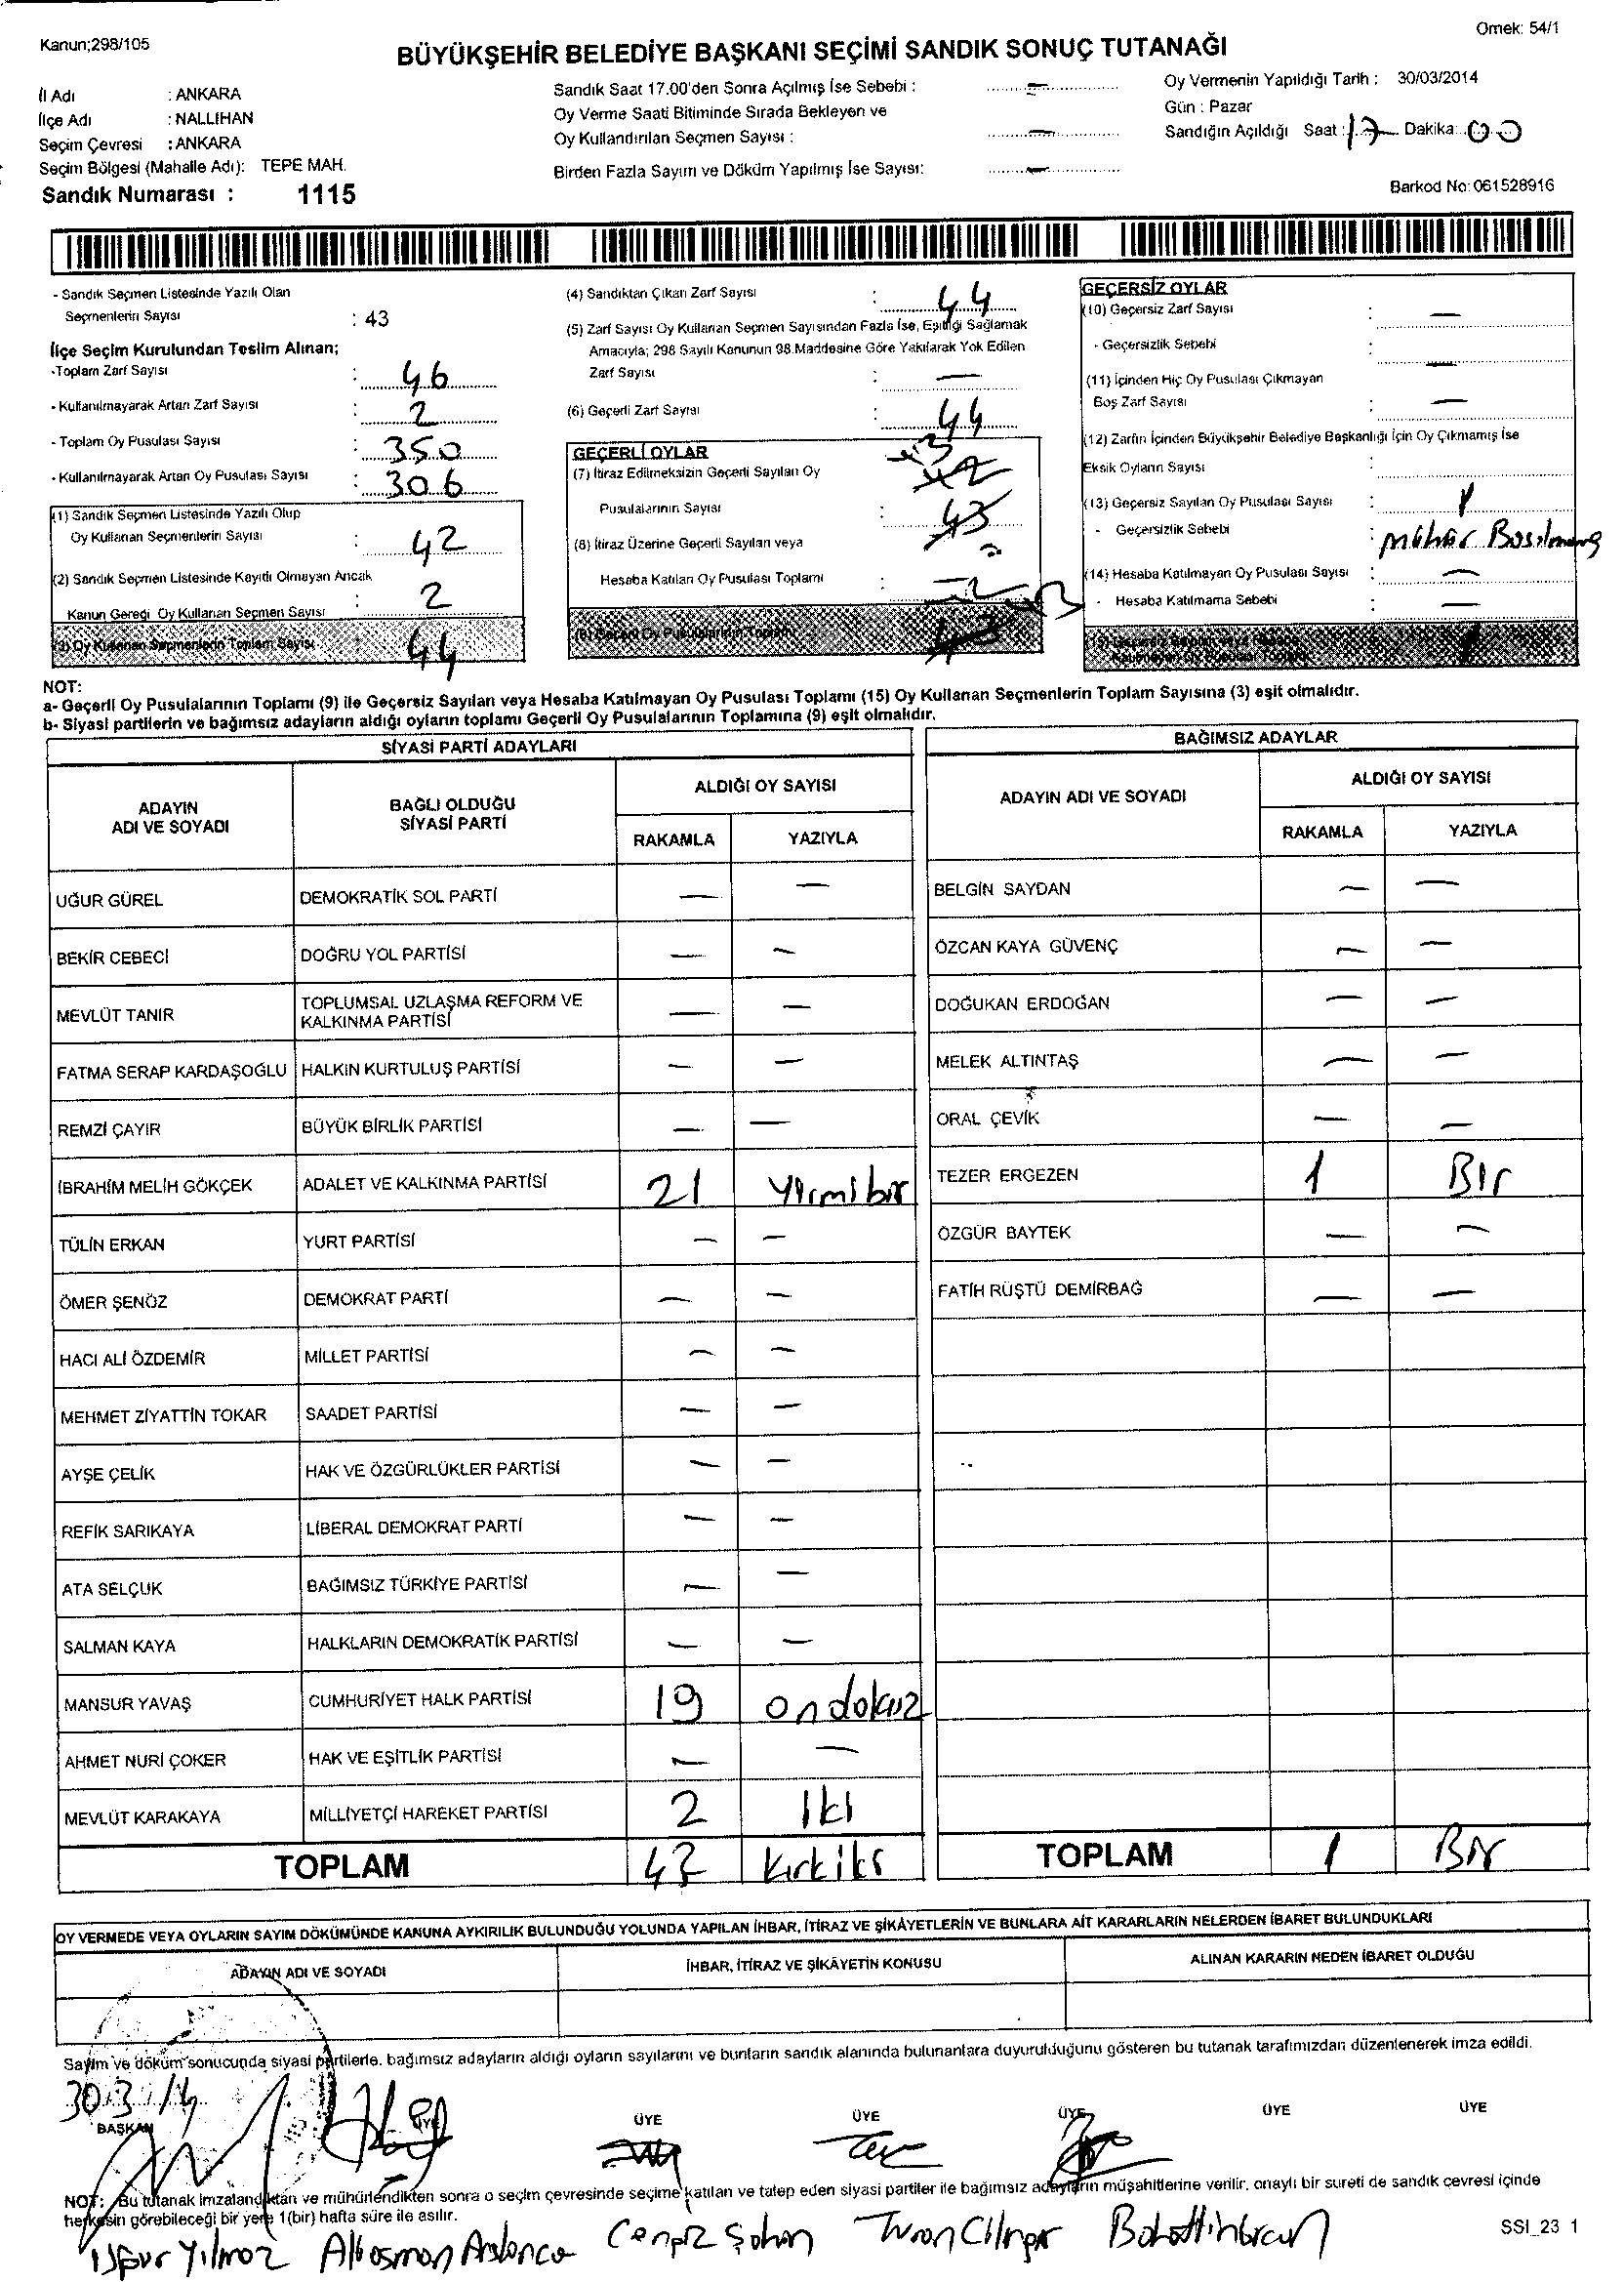 Kanun;298/105
Örnek: 54/1
BÜYÜKŞEHİR BELEDİYE BAŞKANI SEÇİMİ SANDIK SONUÇ TUTANAĞI
İl Adı : ANKARA
İlçe Adı : NALLIHAN
Seçim Çevresi : ANKARA
Seçim Bölgesi (Mahalle Adı): TEPE MAH.
Sandık Numarası : 1115
Sandık Saat 17.00'den Sonra Açılmış İse Sebebi : —
Oy Verme Saati Bitiminde Sırada Bekleyen ve
Oy Kullandırılan Seçmen Sayısı : —
Birden Fazla Sayım ve Döküm Yapılmış İse Sayısı: —
Oy Vermenin Yapıldığı Tarih : 30/03/2014
Gün : Pazar
Sandığın Açıldığı Saat : 17 Dakika: 00
Barkod No: 061528916
- Sandık Seçmen Listesinde Yazılı Olan
Seçmenlerin Sayısı : 43
İlçe Seçim Kurulundan Teslim Alınan;
-Toplam Zarf Sayısı : 46
- Kullanılmayarak Artan Zarf Sayısı : 2
- Toplam Oy Pusulası Sayısı : 350
- Kullanılmayarak Artan Oy Pusulası Sayısı : 306
(1) Sandık Seçmen Listesinde Yazılı Olup
Oy Kullanan Seçmenlerin Sayısı : 42
(2) Sandık Seçmen Listesinde Kayıtlı Olmayan Ancak
Kanun Gereği Oy Kullanan Seçmen Sayısı : 2
(3) Oy Kullanan Seçmenlerin Toplam Sayısı : 44
(4) Sandıktan Çıkan Zarf Sayısı : 44
(5) Zarf Sayısı Oy Kullanan Seçmen Sayısından Fazla İse, Eşitliği Sağlamak
Amacıyla; 298 Sayılı Kanunun 98.Maddesine Göre Yakılarak Yok Edilen
Zarf Sayısı : —
(6) Geçerli Zarf Sayısı : 44
GEÇERLİ OYLAR
(7) İtiraz Edilmeksizin Geçerli Sayılan Oy
Pusulalarının Sayısı : 43
(8) İtiraz Üzerine Geçerli Sayılan veya
Hesaba Katılan Oy Pusulası Toplamı :
(9) Geçerli Oy Pusulalarının Toplamı 43
GEÇERSİZ OYLAR
(10) Geçersiz Zarf Sayısı : —
- Geçersizlik Sebebi : —
(11) İçinden Hiç Oy Pusulası Çıkmayan
Boş Zarf Sayısı : —
(12) Zarfın İçinden Büyükşehir Belediye Başkanlığı İçin Oy Çıkmamış İse
Eksik Oyların Sayısı :
(13) Geçersiz Sayılan Oy Pusulası Sayısı : 1
- Geçersizlik Sebebi :
(14) Hesaba Katılmayan Oy Pusulası Sayısı : —
- Hesaba Katılmama Sebebi : —
1
NOT:
a- Geçerli Oy Pusulalarının Toplamı (9) ile Geçersiz Sayılan veya Hesaba Katılmayan Oy Pusulası Toplamı (15) Oy Kullanan Seçmenlerin Toplam Sayısına (3) eşit olmalıdır.
b- Siyasi partilerin ve bağımsız adayların aldığı oyların toplamı Geçerli Oy Pusulalarının Toplamına (9) eşit olmalıdır.
SİYASİ PARTİ ADAYLARI
ADAYIN ADI VE SOYADI BAĞLI OLDUĞU SİYASİ PARTİ ALDIĞI OY SAYISI
RAKAMLA YAZIYLA
UĞUR GÜREL DEMOKRATİK SOL PARTİ — —
BEKİR CEBECİ DOĞRU YOL PARTİSİ — —
MEVLÜT TANIR TOPLUMSAL UZLAŞMA REFORM VE KALKINMA PARTİSİ — —
FATMA SERAP KARDAŞOĞLU HALKIN KURTULUŞ PARTİSİ — —
REMZİ ÇAYIR BÜYÜK BİRLİK PARTİSİ — —
İBRAHİM MELİH GÖKÇEK ADALET VE KALKINMA PARTİSİ 21 Yirmibir
TÜLİN ERKAN YURT PARTİSİ — —
ÖMER ŞENÖZ DEMOKRAT PARTİ — —
HACI ALİ ÖZDEMİR MİLLET PARTİSİ — —
MEHMET ZİYATTİN TOKAR SAADET PARTİSİ — —
AYŞE ÇELİK HAK VE ÖZGÜRLÜKLER PARTİSİ — —
REFİK SARIKAYA LİBERAL DEMOKRAT PARTİ — —
ATA SELÇUK BAĞIMSIZ TÜRKİYE PARTİSİ — —
SALMAN KAYA HALKLARIN DEMOKRATİK PARTİSİ — —
MANSUR YAVAŞ CUMHURİYET HALK PARTİSİ 19 ondokuz
AHMET NURİ ÇOKER HAK VE EŞİTLİK PARTİSİ — —
MEVLÜT KARAKAYA MİLLİYETÇİ HAREKET PARTİSİ 2 İki
TOPLAM 42 Kırkiki
BAĞIMSIZ ADAYLAR
ADAYIN ADI VE SOYADI ALDIĞI OY SAYISI
RAKAMLA YAZIYLA
BELGİN SAYDAN — —
ÖZCAN KAYA GÜVENÇ — —
DOĞUKAN ERDOĞAN — —
MELEK ALTINTAŞ — —
ORAL ÇEVİK — —
TEZER ERGEZEN 1 Bir
ÖZGÜR BAYTEK — —
FATİH RÜŞTÜ DEMİRBAĞ — —
TOPLAM 1 Bir
OY VERMEDE VEYA OYLARIN SAYIM DÖKÜMÜNDE KANUNA AYKIRILIK BULUNDUĞU YOLUNDA YAPILAN İHBAR, İTİRAZ VE ŞİKÂYETLERİN VE BUNLARA AİT KARARLARIN NELERDEN İBARET BULUNDUKLARI
ADAYIN ADI VE SOYADI İHBAR, İTİRAZ VE ŞİKÂYETİN KONUSU ALINAN KARARIN NEDEN İBARET OLDUĞU
Sayım ve döküm sonucunda siyasi partilerle, bağımsız adayların aldığı oyların sayılarını ve bunların sandık alanında bulunanlara duyurulduğunu gösteren bu tutanak tarafımızdan düzenlenerek imza edildi.
30.3.14
BAŞKAN ÜYE ÜYE ÜYE ÜYE ÜYE ÜYE
NOT: Bu tutanak imzalandıktan ve mühürlendikten sonra o seçim çevresinde seçime katılan ve talep eden siyasi partiler ile bağımsız adayların müşahitlerine verilir, onaylı bir sureti de sandık çevresi içinde
herkesin görebileceği bir yere 1(bir) hafta süre ile asılır.
Yılmaz Ali osman Arslanca Cengiz Şahin Turan
SSI_23 1